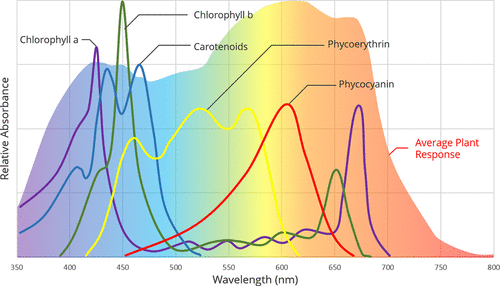 Chlorophyll b
Chlorophyll a
Carotenoids
Phycoerythrin
Phycocyanin
Average Plant
Response
Relative Absorbance
350 400 450 500 550 600 650 700 750 800
Wavelength (nm)